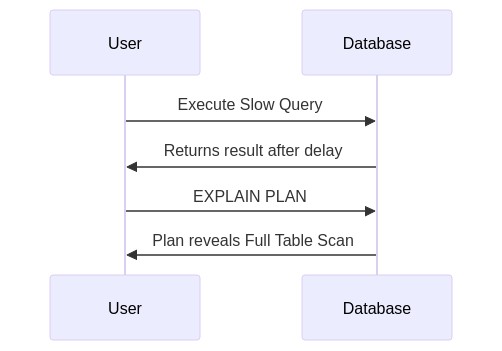 User
Database
Execute Slow Query
Returns result after delay
EXPLAIN PLAN
Plan reveals Full Table Scan
User
Database